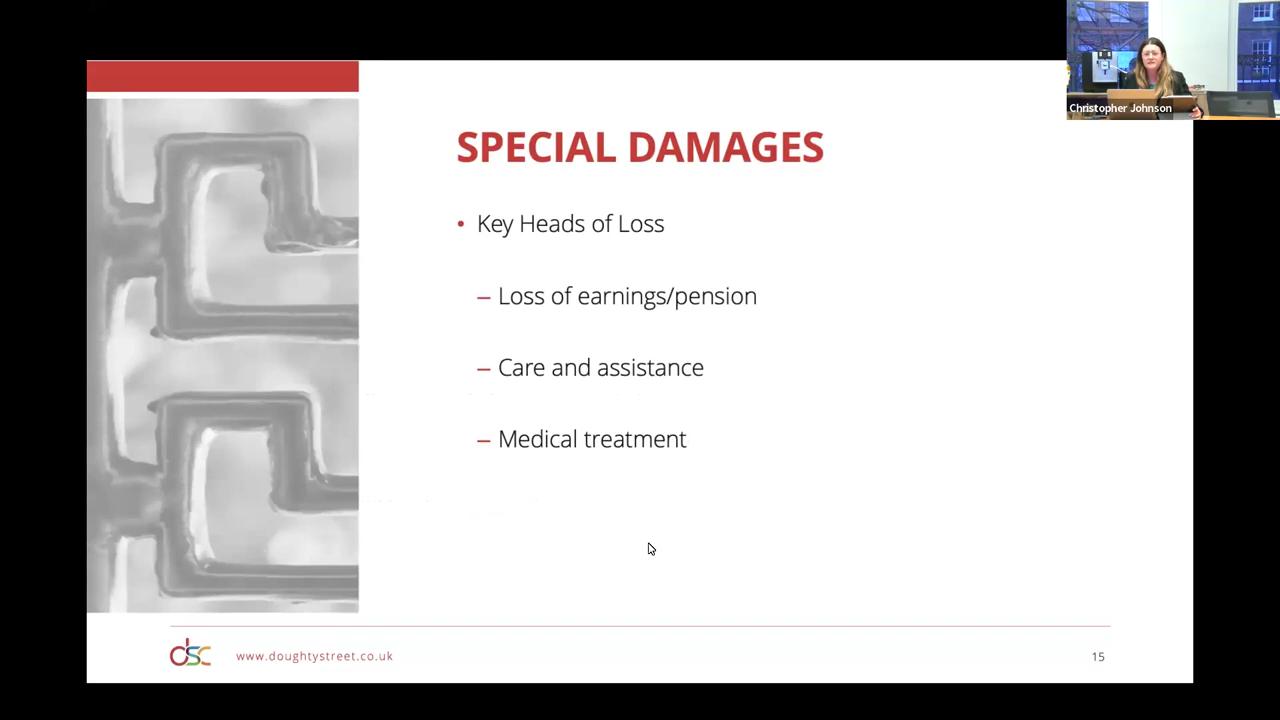 Christopher Johnson
SPECIAL DAMAGES
• Key Heads of Loss
– Loss of earnings/pension
– Care and assistance
– Medical treatment
dsc
www.doughtystreet.co.uk
15